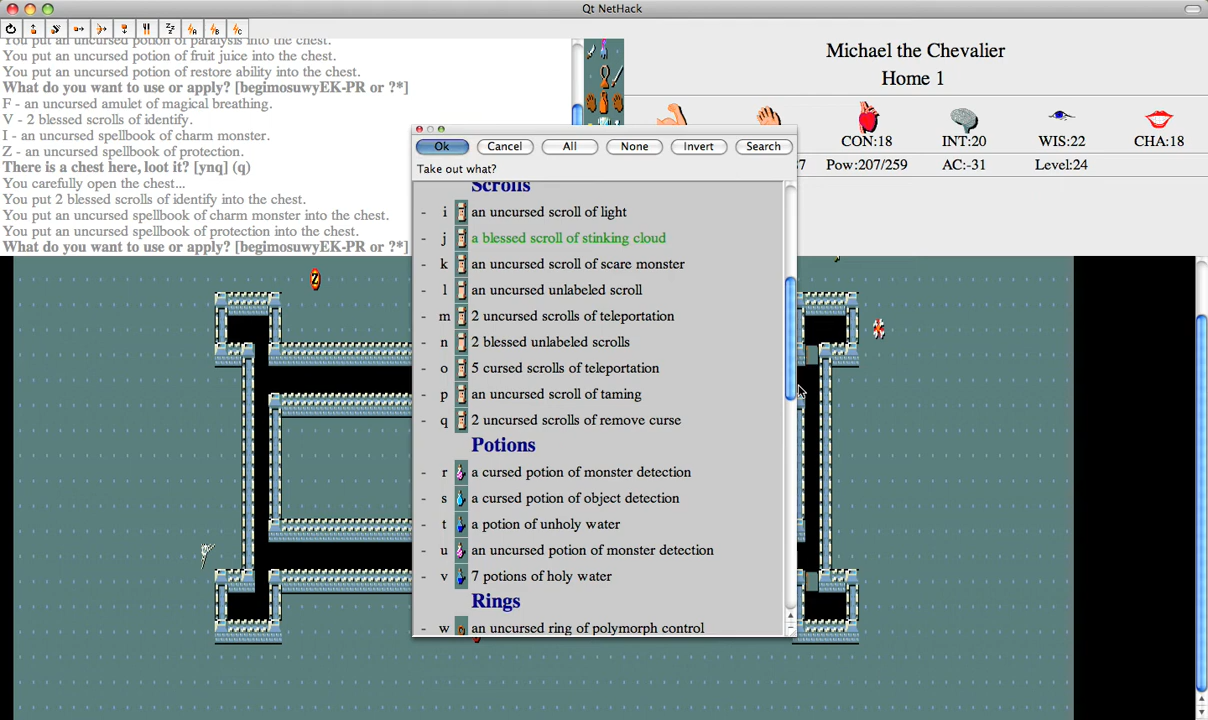 Qt NetHack
You put an uncursed potion of paralysis into the chest.
You put an uncursed potion of fruit juice into the chest.
You put an uncursed potion of restore ability into the chest.
What do you want to use or apply? [begimosuwyEK-PR or ?*]
F - an uncursed amulet of magical breathing.
V - 2 blessed scrolls of identify.
I - an uncursed spellbook of charm monster.
Z - an uncursed spellbook of protection.
There is a chest here, loot it? [ynq] (q)
You carefully open the chest...
You put 2 blessed scrolls of identify into the chest.
You put an uncursed spellbook of charm monster into the chest.
You put an uncursed spellbook of protection into the chest.
What do you want to use or apply? [begimosuwyEK-PR or ?*]
Michael the Chevalier
Home 1
CON:18 INT:20 WIS:22 CHA:18
7 Pow:207/259 AC:-31 Level:24
Ok Cancel All None Invert Search
Take out what?
Scrolls
- i an uncursed scroll of light
- j a blessed scroll of stinking cloud
- k an uncursed scroll of scare monster
- l an uncursed unlabeled scroll
- m 2 uncursed scrolls of teleportation
- n 2 blessed unlabeled scrolls
- o 5 cursed scrolls of teleportation
- p an uncursed scroll of taming
- q 2 uncursed scrolls of remove curse
Potions
- r a cursed potion of monster detection
- s a cursed potion of object detection
- t a potion of unholy water
- u an uncursed potion of monster detection
- v 7 potions of holy water
Rings
- w an uncursed ring of polymorph control